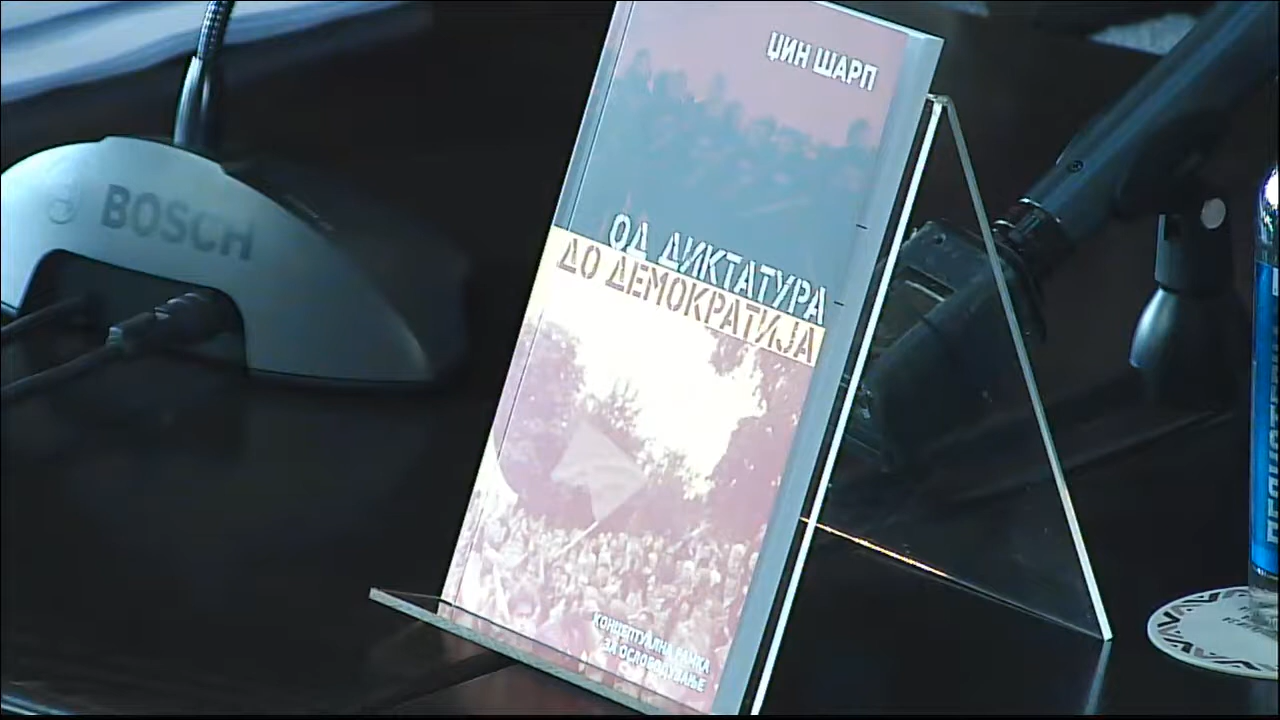 BOSCH
ЏИН ШАРП
ОД ДИКТАТУРА
ДО ДЕМОКРАТИЈА
КОНЦЕПТУАЛНА РАМКА
ЗА ОСЛОБОДУВАЊЕ